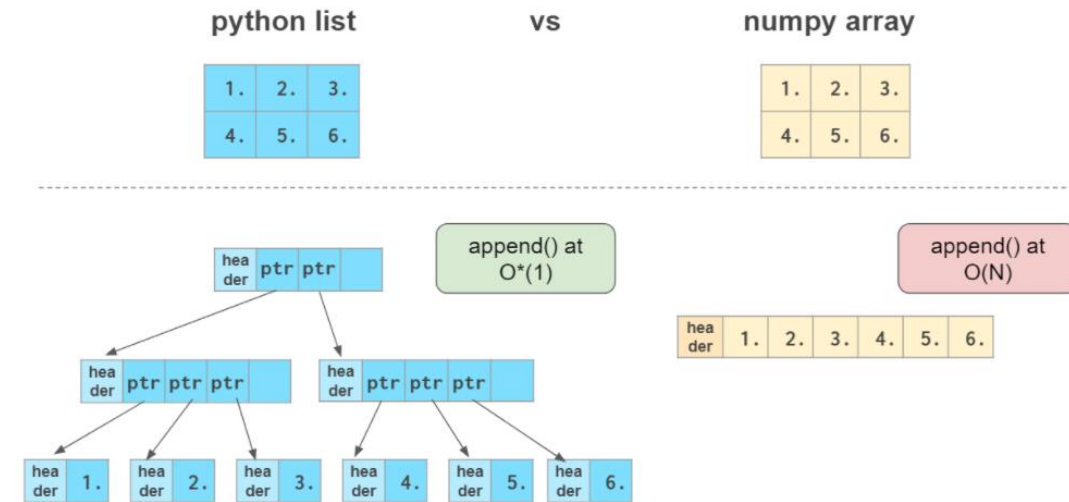 python list vs numpy array
1. 2. 3.
4. 5. 6.
1. 2. 3.
4. 5. 6.
append() at
O*(1)
append() at
O(N)
hea
der
ptr ptr
hea
der
1. 2. 3. 4. 5. 6.
hea
der
ptr ptr ptr
hea
der
ptr ptr ptr
hea
der
1.
hea
der
2.
hea
der
3.
hea
der
4.
hea
der
5.
hea
der
6.